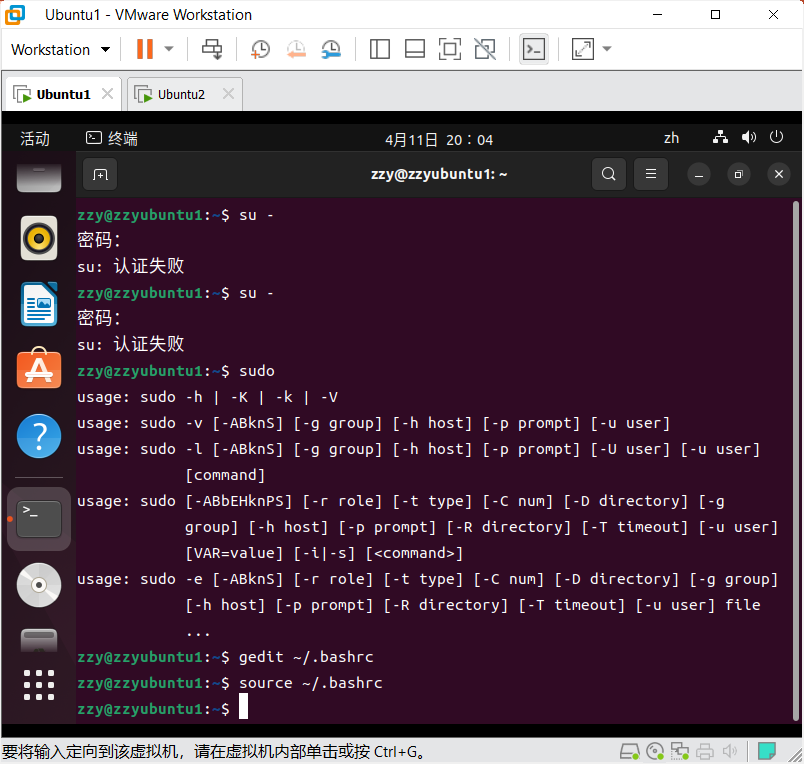 Ubuntu1 - VMware Workstation
Workstation
Ubuntu1
Ubuntu2
活动
终端
4月11日 20：04
zh
zzy@zzyubuntu1: ~
zzy@zzyubuntu1:~$ su -
密码：
su: 认证失败
zzy@zzyubuntu1:~$ su -
密码：
su: 认证失败
zzy@zzyubuntu1:~$ sudo
usage: sudo -h | -K | -k | -V
usage: sudo -v [-ABknS] [-g group] [-h host] [-p prompt] [-u user]
usage: sudo -l [-ABknS] [-g group] [-h host] [-p prompt] [-U user] [-u user]
[command]
usage: sudo [-ABbEHknPS] [-r role] [-t type] [-C num] [-D directory] [-g
group] [-h host] [-p prompt] [-R directory] [-T timeout] [-u user]
[VAR=value] [-i|-s] [<command>]
usage: sudo -e [-ABknS] [-r role] [-t type] [-C num] [-D directory] [-g group]
[-h host] [-p prompt] [-R directory] [-T timeout] [-u user] file
...
zzy@zzyubuntu1:~$ gedit ~/.bashrc
zzy@zzyubuntu1:~$ source ~/.bashrc
zzy@zzyubuntu1:~$
要将输入定向到该虚拟机，请在虚拟机内部单击或按 Ctrl+G。